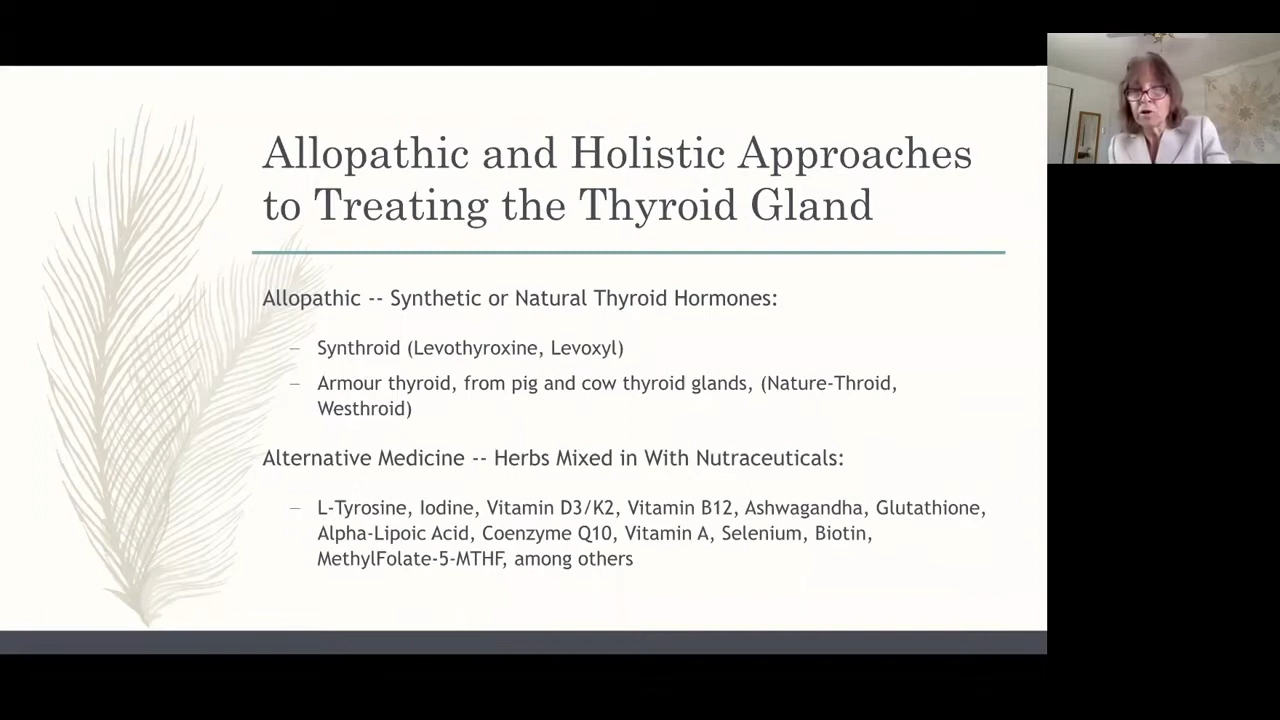 Allopathic and Holistic Approaches
to Treating the Thyroid Gland
Allopathic -- Synthetic or Natural Thyroid Hormones:
– Synthroid (Levothyroxine, Levoxyl)
– Armour thyroid, from pig and cow thyroid glands, (Nature-Throid,
Westhroid)
Alternative Medicine -- Herbs Mixed in With Nutraceuticals:
– L-Tyrosine, Iodine, Vitamin D3/K2, Vitamin B12, Ashwagandha, Glutathione,
Alpha-Lipoic Acid, Coenzyme Q10, Vitamin A, Selenium, Biotin,
MethylFolate-5-MTHF, among others